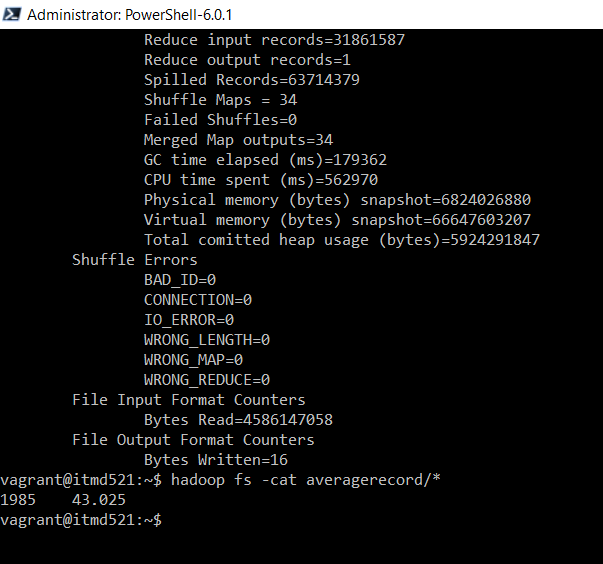 Administrator: PowerShell-6.0.1
Reduce input records=31861587
Reduce output records=1
Spilled Records=63714379
Shuffle Maps = 34
Failed Shuffles=0
Merged Map outputs=34
GC time elapsed (ms)=179362
CPU time spent (ms)=562970
Physical memory (bytes) snapshot=6824026880
Virtual memory (bytes) snapshot=66647603207
Total comitted heap usage (bytes)=5924291847
Shuffle Errors
BAD_ID=0
CONNECTION=0
IO_ERROR=0
WRONG_LENGTH=0
WRONG_MAP=0
WRONG_REDUCE=0
File Input Format Counters
Bytes Read=4586147058
File Output Format Counters
Bytes Written=16
vagrant@itmd521:~$ hadoop fs -cat averagerecord/*
1985    43.025
vagrant@itmd521:~$